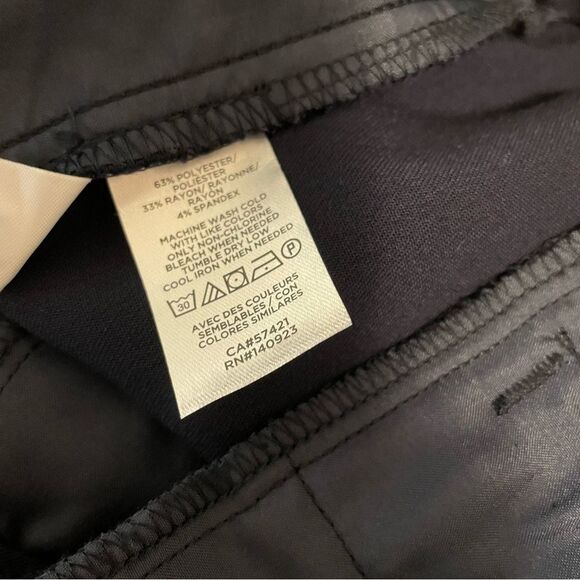 63% POLYESTER/
POLIÉSTER
33% RAYON/ RAYONNE/
RAYÓN
4% SPANDEX
MACHINE WASH COLD
WITH LIKE COLORS
ONLY NON-CHLORINE
BLEACH WHEN NEEDED
TUMBLE DRY LOW
COOL IRON WHEN NEEDED
30 P
AVEC DES COULEURS
SEMBLABLES/ CON
COLORES SIMILARES
CA#57421
RN#140923